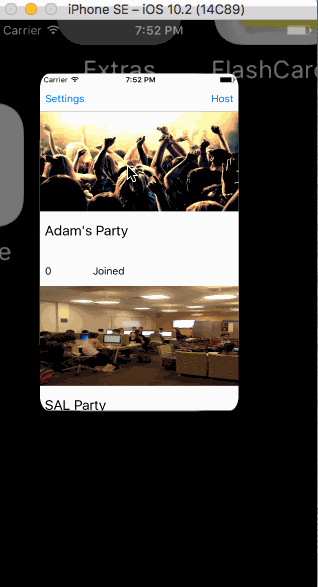 iPhone SE – iOS 10.2 (14C89)
Carrier 7:52 PM
Extras FlashCar
Carrier 7:52 PM
Settings Host
Adam's Party
0 Joined
e
SAL Party